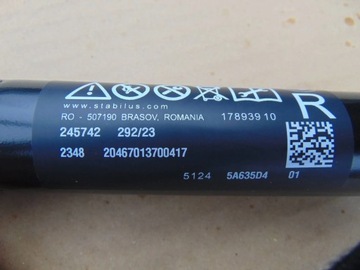 www.stabilus.com
RO - 507190 BRASOV, ROMANIA 17893910 R
245742 292/23
2348 20467013700417
5124 5A635D4 01